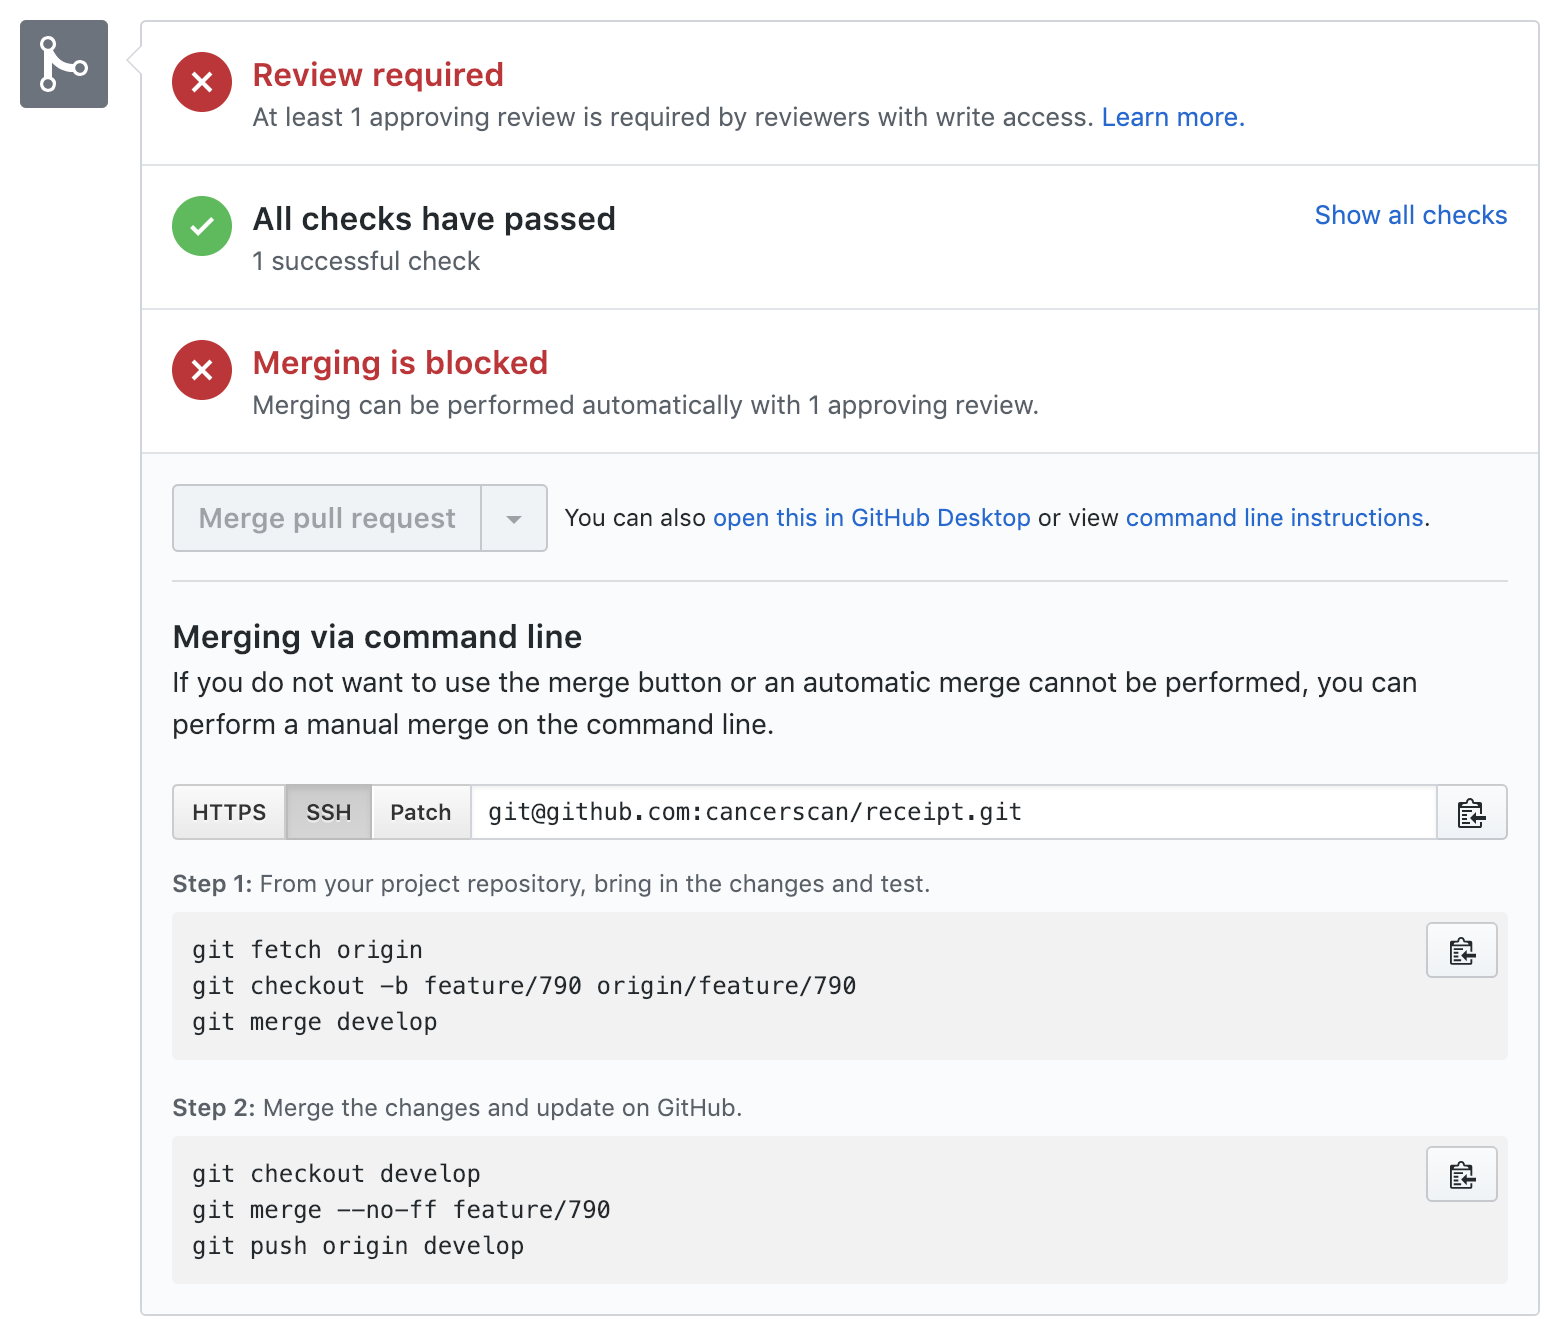 Review required
At least 1 approving review is required by reviewers with write access. Learn more.
All checks have passed
Show all checks
1 successful check
Merging is blocked
Merging can be performed automatically with 1 approving review.
Merge pull request
You can also open this in GitHub Desktop or view command line instructions.
Merging via command line
If you do not want to use the merge button or an automatic merge cannot be performed, you can
perform a manual merge on the command line.
HTTPS SSH Patch git@github.com:cancerscan/receipt.git
Step 1: From your project repository, bring in the changes and test.
git fetch origin
git checkout -b feature/790 origin/feature/790
git merge develop
Step 2: Merge the changes and update on GitHub.
git checkout develop
git merge --no-ff feature/790
git push origin develop